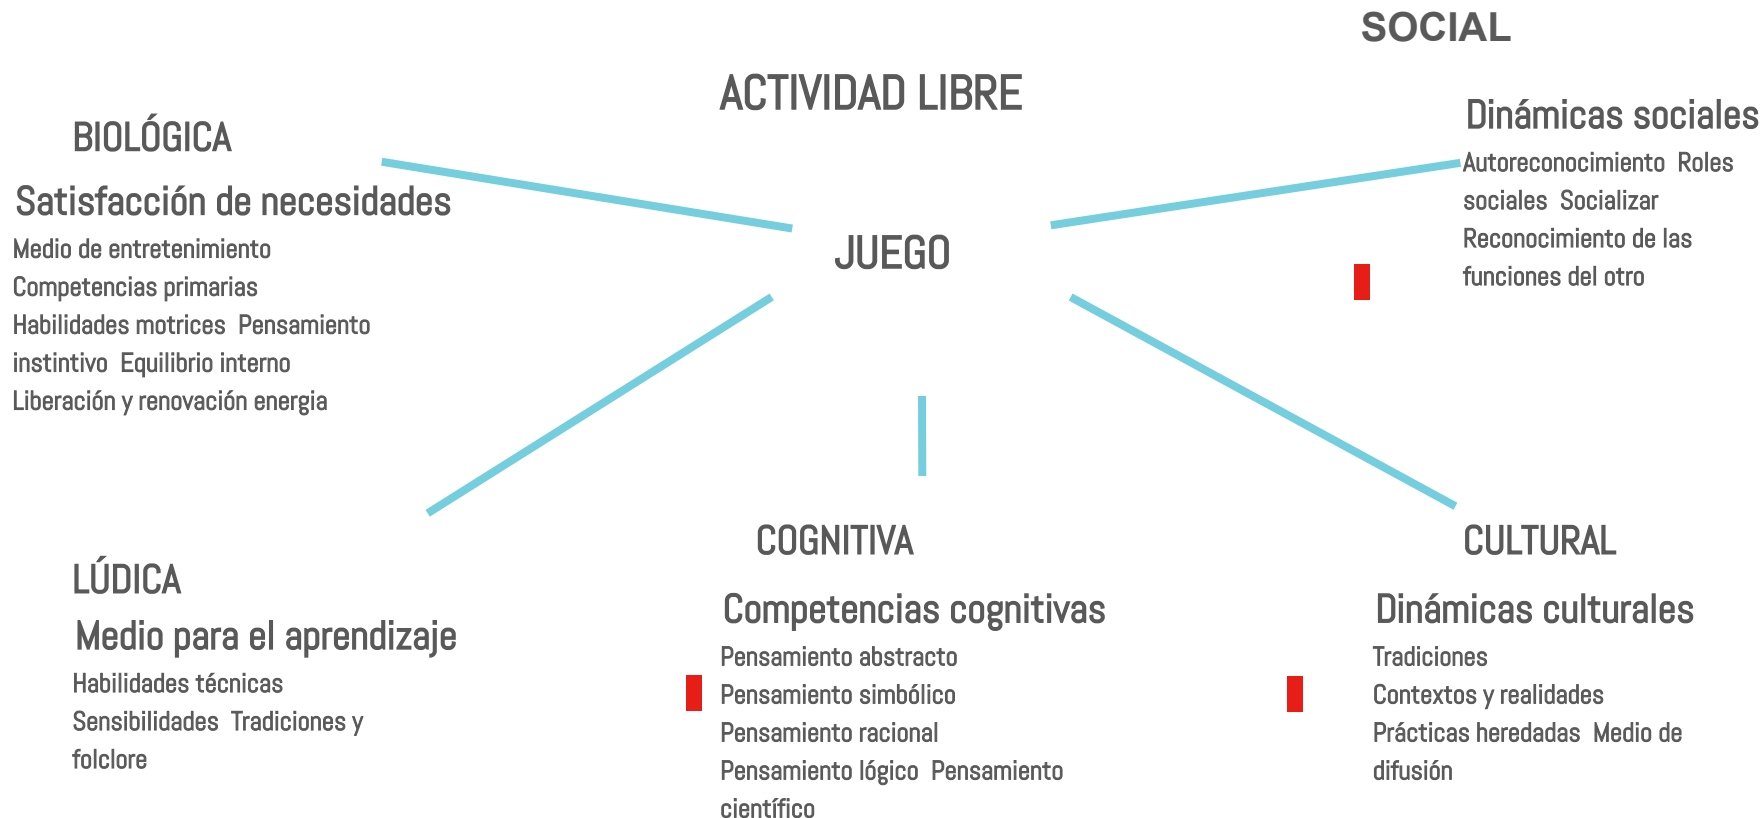 SOCIAL
ACTIVIDAD LIBRE
Dinámicas sociales
Autoreconocimiento Roles
sociales Socializar
Reconocimiento de las
funciones del otro
BIOLÓGICA
Satisfacción de necesidades
Medio de entretenimiento
Competencias primarias
Habilidades motrices Pensamiento
instintivo Equilibrio interno
Liberación y renovación energia
JUEGO
LÚDICA
Medio para el aprendizaje
Habilidades técnicas
Sensibilidades Tradiciones y
folclore
COGNITIVA
Competencias cognitivas
Pensamiento abstracto
Pensamiento simbólico
Pensamiento racional
Pensamiento lógico Pensamiento
científico
CULTURAL
Dinámicas culturales
Tradiciones
Contextos y realidades
Prácticas heredadas Medio de
difusión